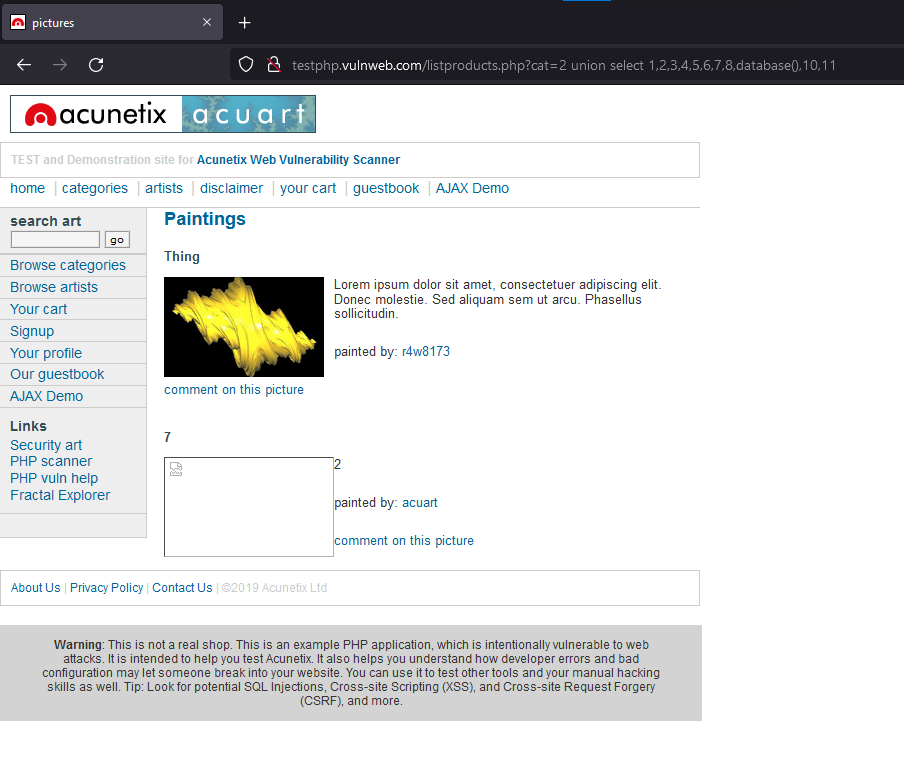 pictures
testphp.vulnweb.com/listproducts.php?cat=2 union select 1,2,3,4,5,6,7,8,database(),10,11
acunetix acuart
TEST and Demonstration site for Acunetix Web Vulnerability Scanner
home | categories | artists | disclaimer | your cart | guestbook | AJAX Demo
search art
go
Browse categories
Browse artists
Your cart
Signup
Your profile
Our guestbook
AJAX Demo
Links
Security art
PHP scanner
PHP vuln help
Fractal Explorer
Paintings
Thing
Lorem ipsum dolor sit amet, consectetuer adipiscing elit.
Donec molestie. Sed aliquam sem ut arcu. Phasellus
sollicitudin.
painted by: r4w8173
comment on this picture
7
2
painted by: acuart
comment on this picture
About Us | Privacy Policy | Contact Us | ©2019 Acunetix Ltd
Warning: This is not a real shop. This is an example PHP application, which is intentionally vulnerable to web
attacks. It is intended to help you test Acunetix. It also helps you understand how developer errors and bad
configuration may let someone break into your website. You can use it to test other tools and your manual hacking
skills as well. Tip: Look for potential SQL Injections, Cross-site Scripting (XSS), and Cross-site Request Forgery
(CSRF), and more.